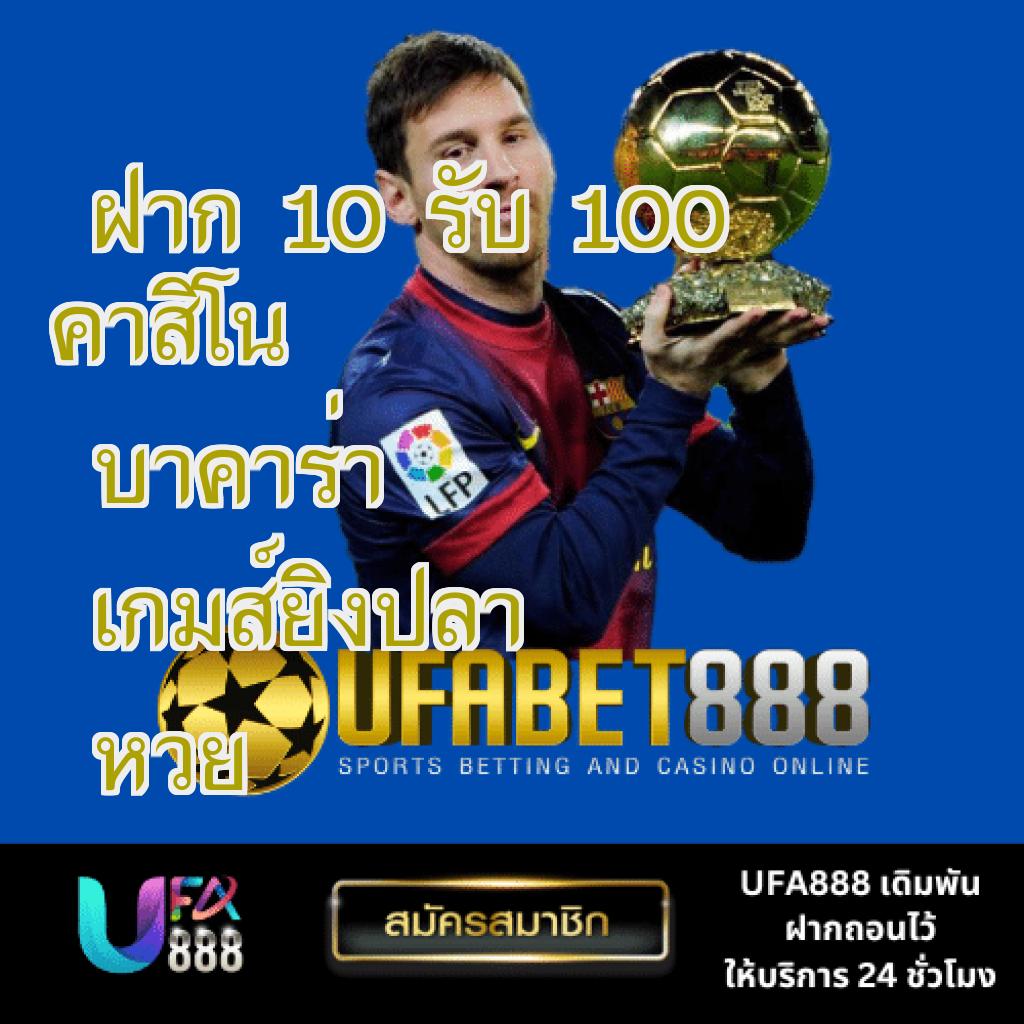 ฝาก 10 รับ 100
คาสิโน
บาคาร่า
LFP
เกมส์ยิงปลา
UFABET888
SPORTS BETTING AND CASINO ONLINE
หวย
UFA
888
สมัครสมาชิก
UFA888 เดิมพัน
ฝากถอนไว้
ให้บริการ 24 ชั่วโมง